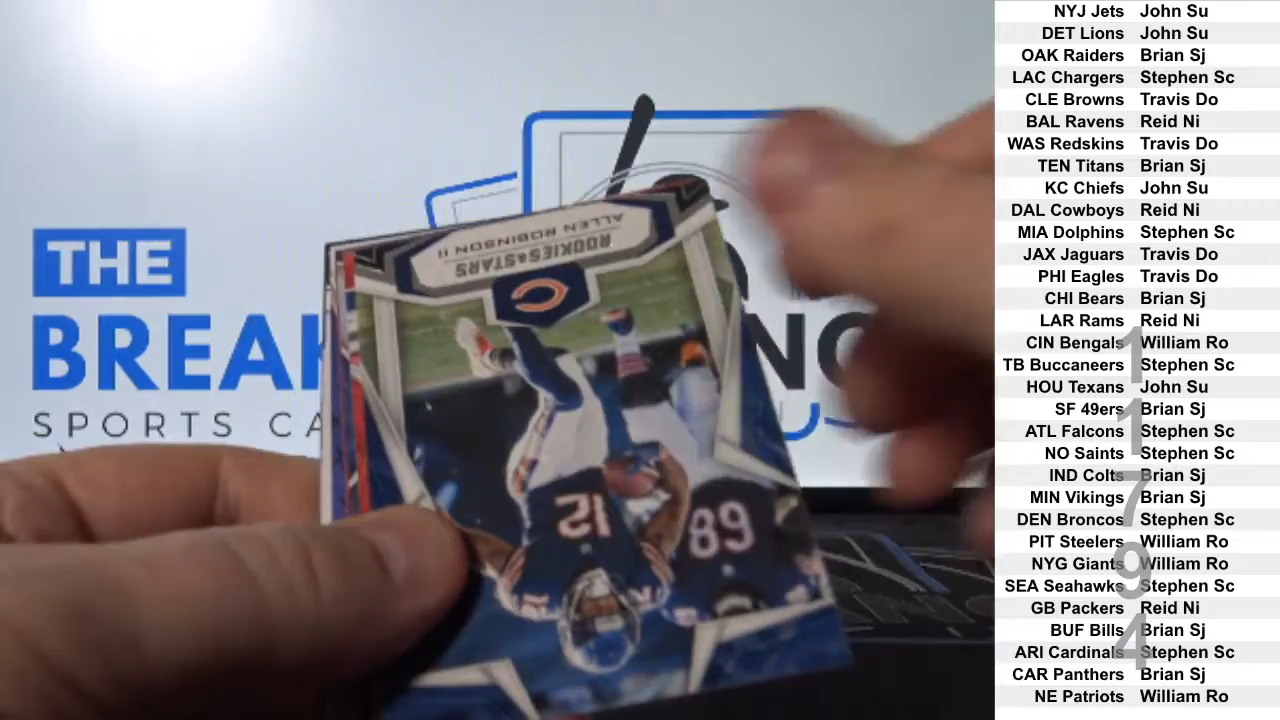 THE
BREAK
NG
SPORTS CA
US
ALLEN ROBINSON II
ROOKIES & STARS
12
89
NYJ Jets John Su
DET Lions John Su
OAK Raiders Brian Sj
LAC Chargers Stephen Sc
CLE Browns Travis Do
BAL Ravens Reid Ni
WAS Redskins Travis Do
TEN Titans Brian Sj
KC Chiefs John Su
DAL Cowboys Reid Ni
MIA Dolphins Stephen Sc
JAX Jaguars Travis Do
PHI Eagles Travis Do
CHI Bears Brian Sj
LAR Rams Reid Ni
CIN Bengals William Ro
TB Buccaneers Stephen Sc
HOU Texans John Su
SF 49ers Brian Sj
ATL Falcons Stephen Sc
NO Saints Stephen Sc
IND Colts Brian Sj
MIN Vikings Brian Sj
DEN Broncos Stephen Sc
PIT Steelers William Ro
NYG Giants William Ro
SEA Seahawks Stephen Sc
GB Packers Reid Ni
BUF Bills Brian Sj
ARI Cardinals Stephen Sc
CAR Panthers Brian Sj
NE Patriots William Ro
1
1
7
9
4